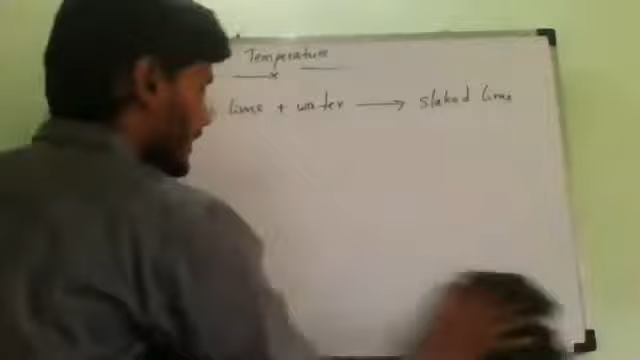 Temperature
lime + water → slaked lime